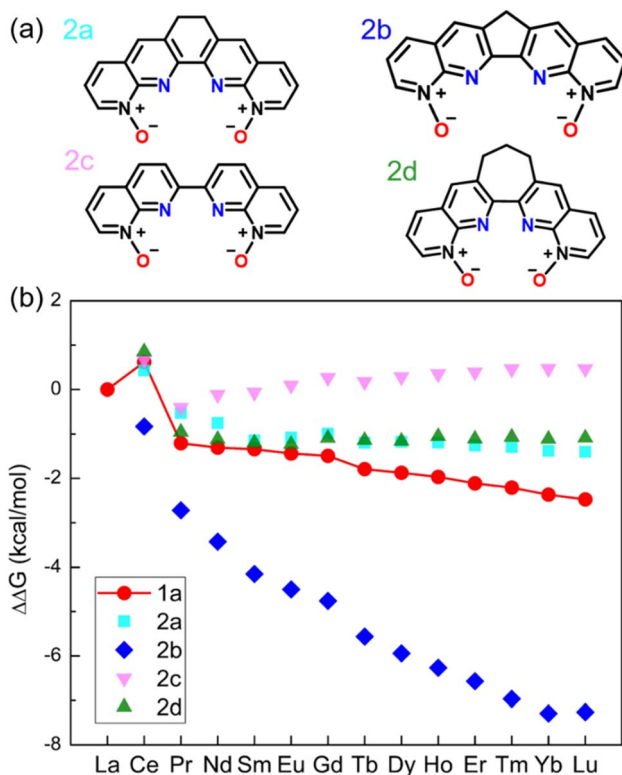 (a) 2a 2b
N N N N
N + N + N + N +
O − − O O − − O
2c 2d
N N N N
N + N + N + N +
O − − O O − − O
(b) 2
0
-2
-4
-6
-8
ΔΔG (kcal/mol)
1a
2a
2b
2c
2d
La Ce Pr Nd Sm Eu Gd Tb Dy Ho Er Tm Yb Lu